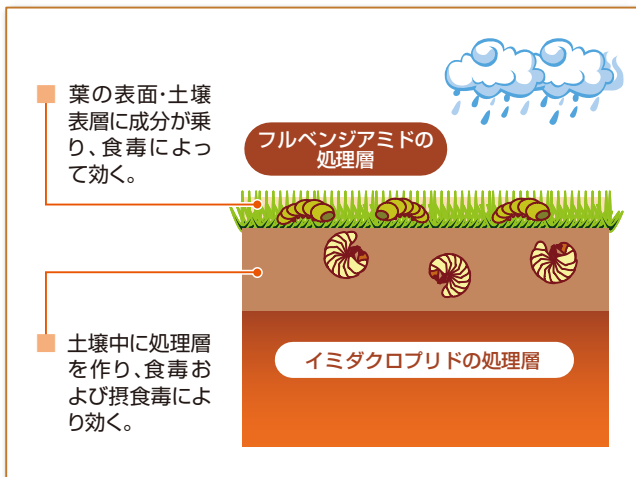 葉の表面・土壌
表層に成分が乗
り、食毒によっ
て効く。
フルベンジアミドの
処理層
土壌中に処理層
を作り、食毒お
よび摂食毒によ
り効く。
イミダクロプリドの処理層